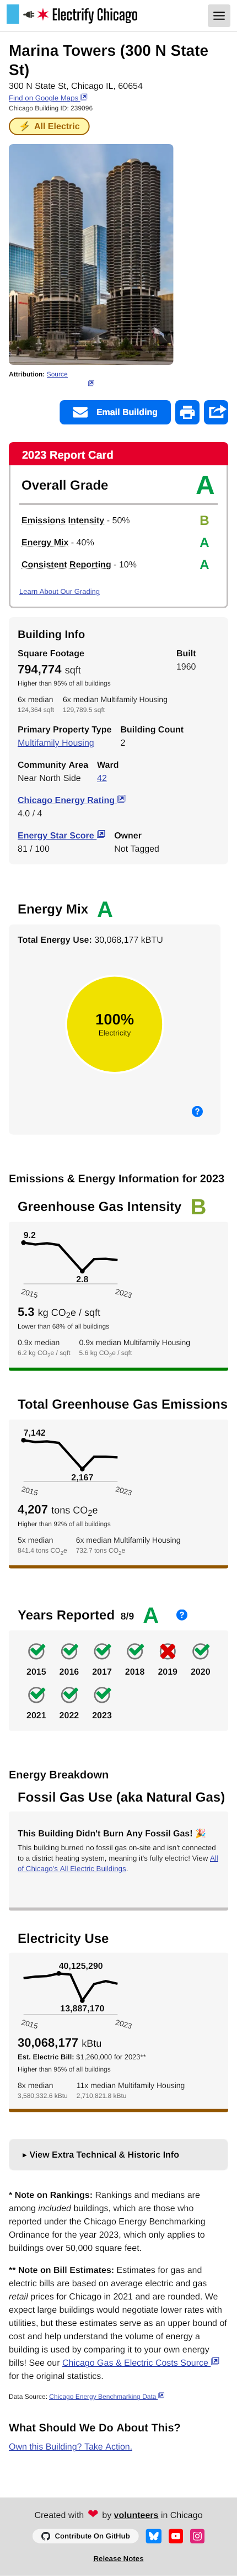 Electrify Chicago
Marina Towers (300 N State
St)
300 N State St, Chicago IL, 60654
Find on Google Maps
Chicago Building ID: 239096
⚡ All Electric
Attribution: Source
Email Building
2023 Report Card
Overall Grade A
Emissions Intensity - 50% B
Energy Mix - 40% A
Consistent Reporting - 10% A
Learn About Our Grading
Building Info
Square Footage
794,774 sqft
Higher than 95% of all buildings
6x median
124,364 sqft
6x median Multifamily Housing
129,789.5 sqft
Built
1960
Primary Property Type
Multifamily Housing
Building Count
2
Community Area
Near North Side
Ward
42
Chicago Energy Rating
4.0 / 4
Energy Star Score
81 / 100
Owner
Not Tagged
Energy Mix A
Total Energy Use: 30,068,177 kBTU
100%
Electricity
?
Emissions & Energy Information for 2023
Greenhouse Gas Intensity B
9.2
2.8
2015 2023
5.3 kg CO2e / sqft
Lower than 68% of all buildings
0.9x median
6.2 kg CO2e / sqft
0.9x median Multifamily Housing
5.6 kg CO2e / sqft
Total Greenhouse Gas Emissions
7,142
2,167
2015 2023
4,207 tons CO2e
Higher than 92% of all buildings
5x median
841.4 tons CO2e
6x median Multifamily Housing
732.7 tons CO2e
Years Reported 8/9 A ?
2015 2016 2017 2018 2019 2020
2021 2022 2023
Energy Breakdown
Fossil Gas Use (aka Natural Gas)
This Building Didn't Burn Any Fossil Gas! 🎉
This building burned no fossil gas on-site and isn't connected
to a district heating system, meaning it's fully electric! View All
of Chicago's All Electric Buildings.
Electricity Use
40,125,290
13,887,170
2015 2023
30,068,177 kBtu
Est. Electric Bill: $1,260,000 for 2023**
Higher than 95% of all buildings
8x median
3,580,332.6 kBtu
11x median Multifamily Housing
2,710,821.8 kBtu
▸ View Extra Technical & Historic Info
* Note on Rankings: Rankings and medians are
among included buildings, which are those who
reported under the Chicago Energy Benchmarking
Ordinance for the year 2023, which only applies to
buildings over 50,000 square feet.
** Note on Bill Estimates: Estimates for gas and
electric bills are based on average electric and gas
retail prices for Chicago in 2021 and are rounded. We
expect large buildings would negotiate lower rates with
utilities, but these estimates serve as an upper bound of
cost and help understand the volume of energy a
building is used by comparing it to your own energy
bills! See our Chicago Gas & Electric Costs Source
for the original statistics.
Data Source: Chicago Energy Benchmarking Data
What Should We Do About This?
Own this Building? Take Action.
Created with ❤ by volunteers in Chicago
Contribute On GitHub
Release Notes